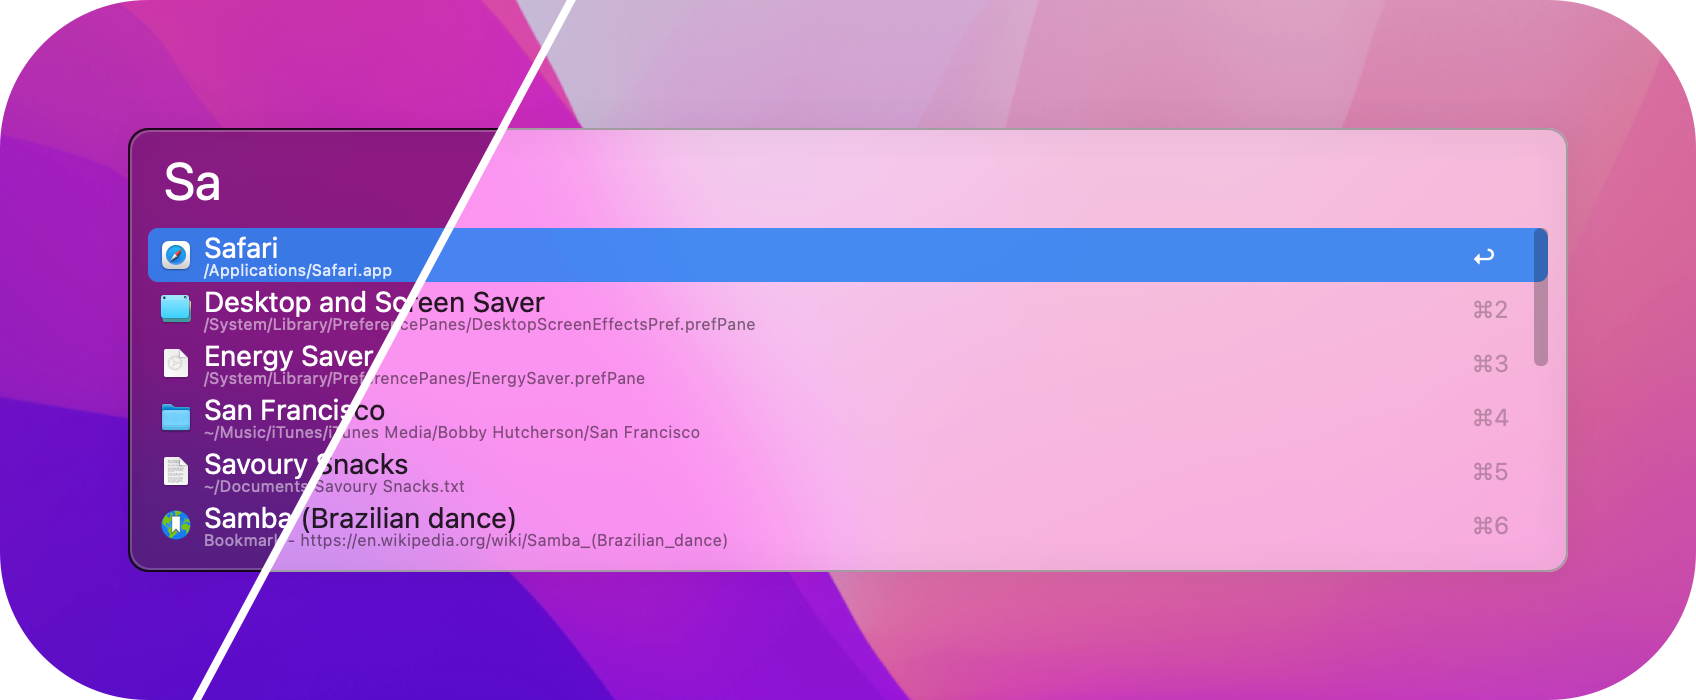 Sa
Safari
/Applications/Safari.app
↩
Desktop and Screen Saver
/System/Library/PreferencePanes/DesktopScreenEffectsPref.prefPane
⌘2
Energy Saver
/System/Library/PreferencePanes/EnergySaver.prefPane
⌘3
San Francisco
~/Music/iTunes/iTunes Media/Bobby Hutcherson/San Francisco
⌘4
Savoury Snacks
~/Documents/Savoury Snacks.txt
⌘5
Samba (Brazilian dance)
Bookmark - https://en.wikipedia.org/wiki/Samba_(Brazilian_dance)
⌘6